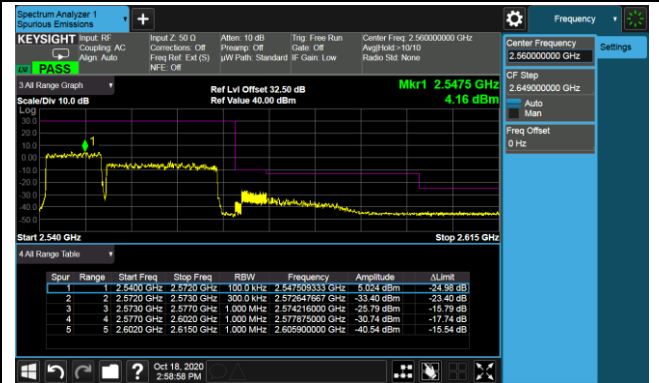 Spectrum Analyzer 1
Spurious Emissions
+
Frequency
KEYSIGHT
Input: RF
Coupling: AC
Align: Auto
Input Z: 50 Ω
Corrections: Off
Freq Ref: Ext (S)
NFE: Off
Atten: 10 dB
Preamp: Off
µW Path: Standard
Trig: Free Run
Gate: Off
IF Gain: Low
Center Freq: 2.560000000 GHz
Avg|Hold:>10/10
Radio Std: None
PASS
Center Frequency
2.560000000 GHz
Settings
CF Step
2.649000000 GHz
Auto
Man
Freq Offset
0 Hz
3 All Range Graph
Scale/Div 10.0 dB
Ref Lvl Offset 32.50 dB
Ref Value 40.00 dBm
Mkr1 2.5475 GHz
4.16 dBm
Log
30.0
20.0
10.0
0.00
-10.0
-20.0
-30.0
-40.0
-50.0
1
Start 2.540 GHz
Stop 2.615 GHz
4 All Range Table
Spur Range Start Freq Stop Freq RBW Frequency Amplitude ΔLimit
1 1 2.5400 GHz 2.5720 GHz 100.0 kHz 2.547509333 GHz 5.024 dBm -24.98 dB
2 2 2.5720 GHz 2.5730 GHz 300.0 kHz 2.572647667 GHz -33.40 dBm -23.40 dB
3 3 2.5730 GHz 2.5770 GHz 1.000 MHz 2.574216000 GHz -25.79 dBm -15.79 dB
4 4 2.5770 GHz 2.6020 GHz 1.000 MHz 2.577875000 GHz -30.74 dBm -17.74 dB
5 5 2.6020 GHz 2.6150 GHz 1.000 MHz 2.605900000 GHz -40.54 dBm -15.54 dB
?
Oct 18, 2020
2:58:58 PM